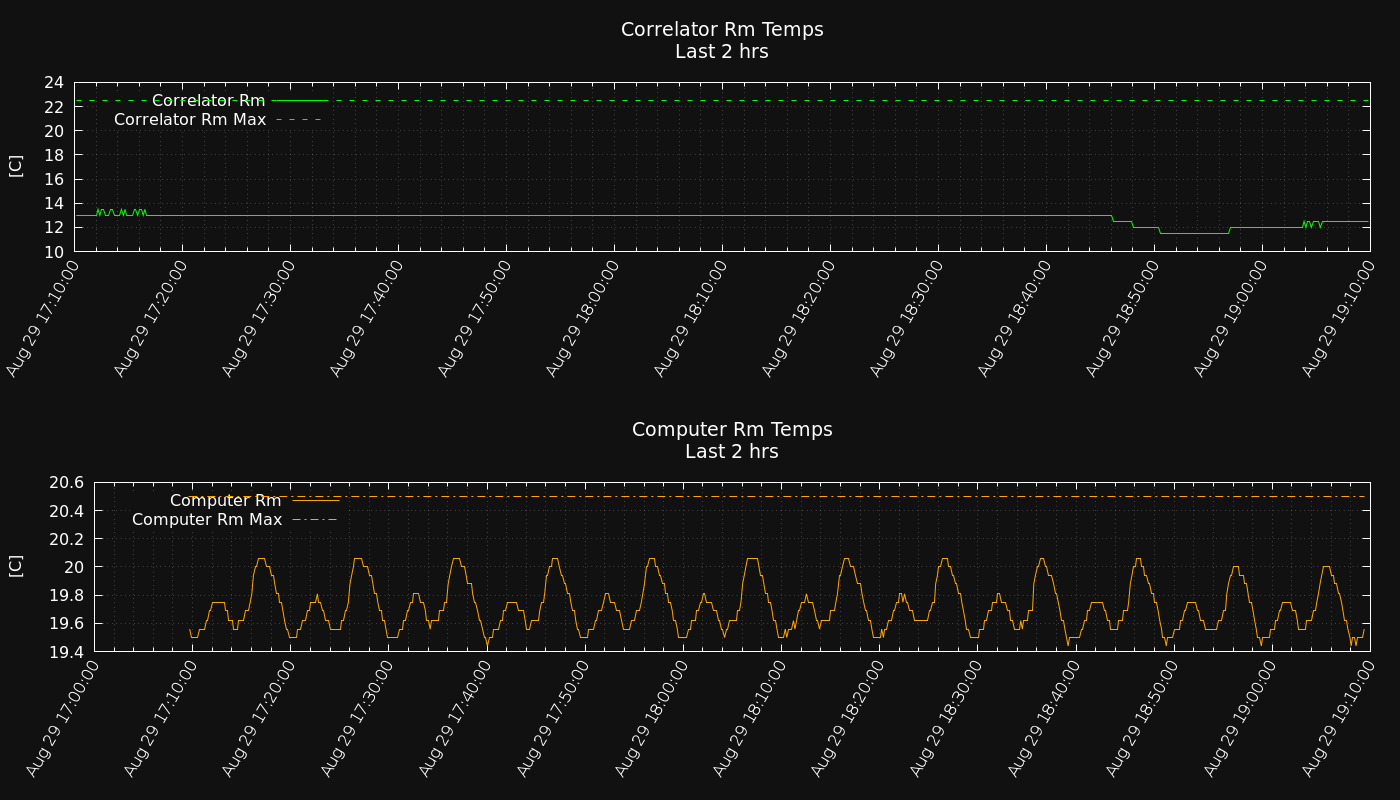 Correlator Rm Temps
Last 2 hrs
24
22
20
18
16
14
12
10
[C]
Correlator Rm
Correlator Rm Max
Aug 29 17:10:00
Aug 29 17:20:00
Aug 29 17:30:00
Aug 29 17:40:00
Aug 29 17:50:00
Aug 29 18:00:00
Aug 29 18:10:00
Aug 29 18:20:00
Aug 29 18:30:00
Aug 29 18:40:00
Aug 29 18:50:00
Aug 29 19:00:00
Aug 29 19:10:00
Computer Rm Temps
Last 2 hrs
20.6
20.4
20.2
20
19.8
19.6
19.4
[C]
Computer Rm
Computer Rm Max
Aug 29 17:00:00
Aug 29 17:10:00
Aug 29 17:20:00
Aug 29 17:30:00
Aug 29 17:40:00
Aug 29 17:50:00
Aug 29 18:00:00
Aug 29 18:10:00
Aug 29 18:20:00
Aug 29 18:30:00
Aug 29 18:40:00
Aug 29 18:50:00
Aug 29 19:00:00
Aug 29 19:10:00